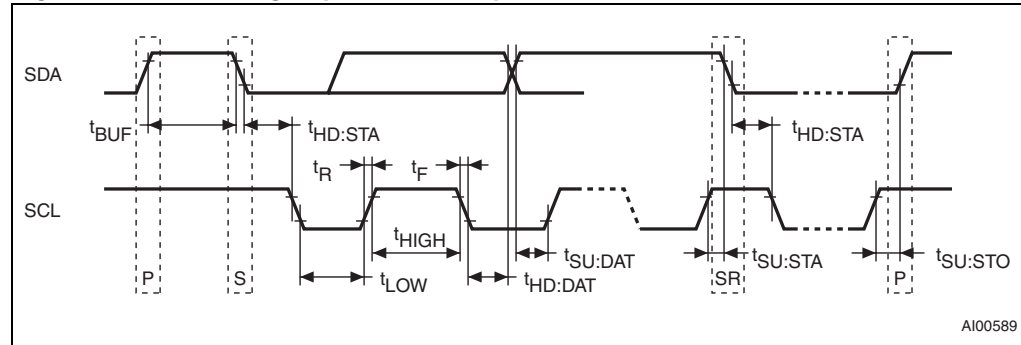 SDA
tBUF
tHD:STA
tHD:STA
tR
tF
SCL
tHIGH
tSU:DAT
tSU:STA
tSU:STO
P
S
tLOW
tHD:DAT
SR
P
AI00589